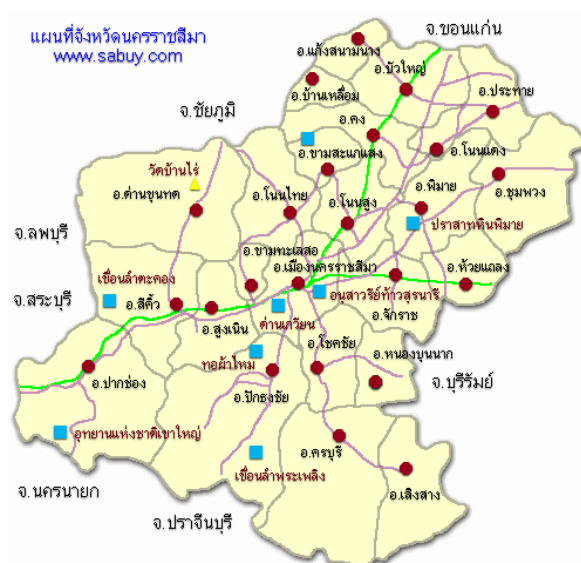 แผนที่จังหวัดนครราชสีมา
www.sabuy.com
จ.ขอนแก่น
อ.แก้งสนามนาง
อ.บัวใหญ่
อ.ประทาย
อ.บ้านเหลื่อม
จ.ชัยภูมิ
อ.คง
อ.โนนแดง
อ.ขามสะแกแสง
วัดบ้านไร่
อ.ด่านขุนทด
อ.โนนไทย
อ.โนนสูง
อ.พิมาย
อ.ชุมพวง
ปราสาทหินพิมาย
จ.ลพบุรี
อ.ขามทะเลสอ
อ.เมืองนครราชสีมา
อ.ห้วยแถลง
เขื่อนลำตะคอง
จ.สระบุรี
อ.สีคิ้ว
อนุสาวรีย์ท้าวสุรนารี
อ.จักราช
อ.สูงเนิน
ด่านเกวียน
อ.โชคชัย
ทอผ้าไหม
อ.หนองบุนนาก
อ.ปากช่อง
อ.ปักธงชัย
จ.บุรีรัมย์
อุทยานแห่งชาติเขาใหญ่
อ.ครบุรี
เขื่อนลำพระเพลิง
อ.เสิงสาง
จ.นครนายก
จ.ปราจีนบุรี